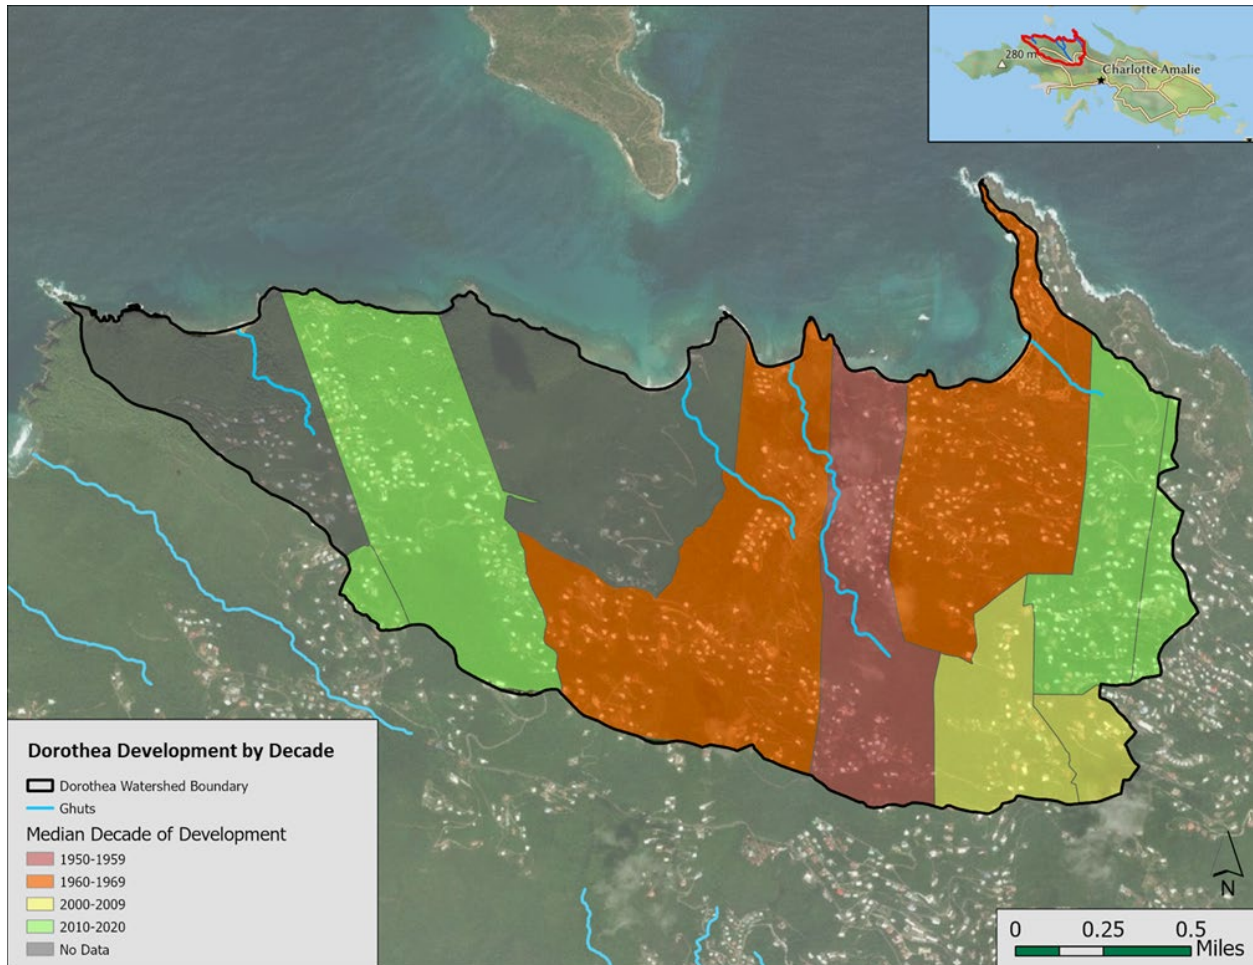 280 m
Charlotte Amalie
Dorothea Development by Decade
Dorothea Watershed Boundary
Ghuts
Median Decade of Development
1950-1959
1960-1969
2000-2009
2010-2020
No Data
N
0 0.25 0.5
Miles